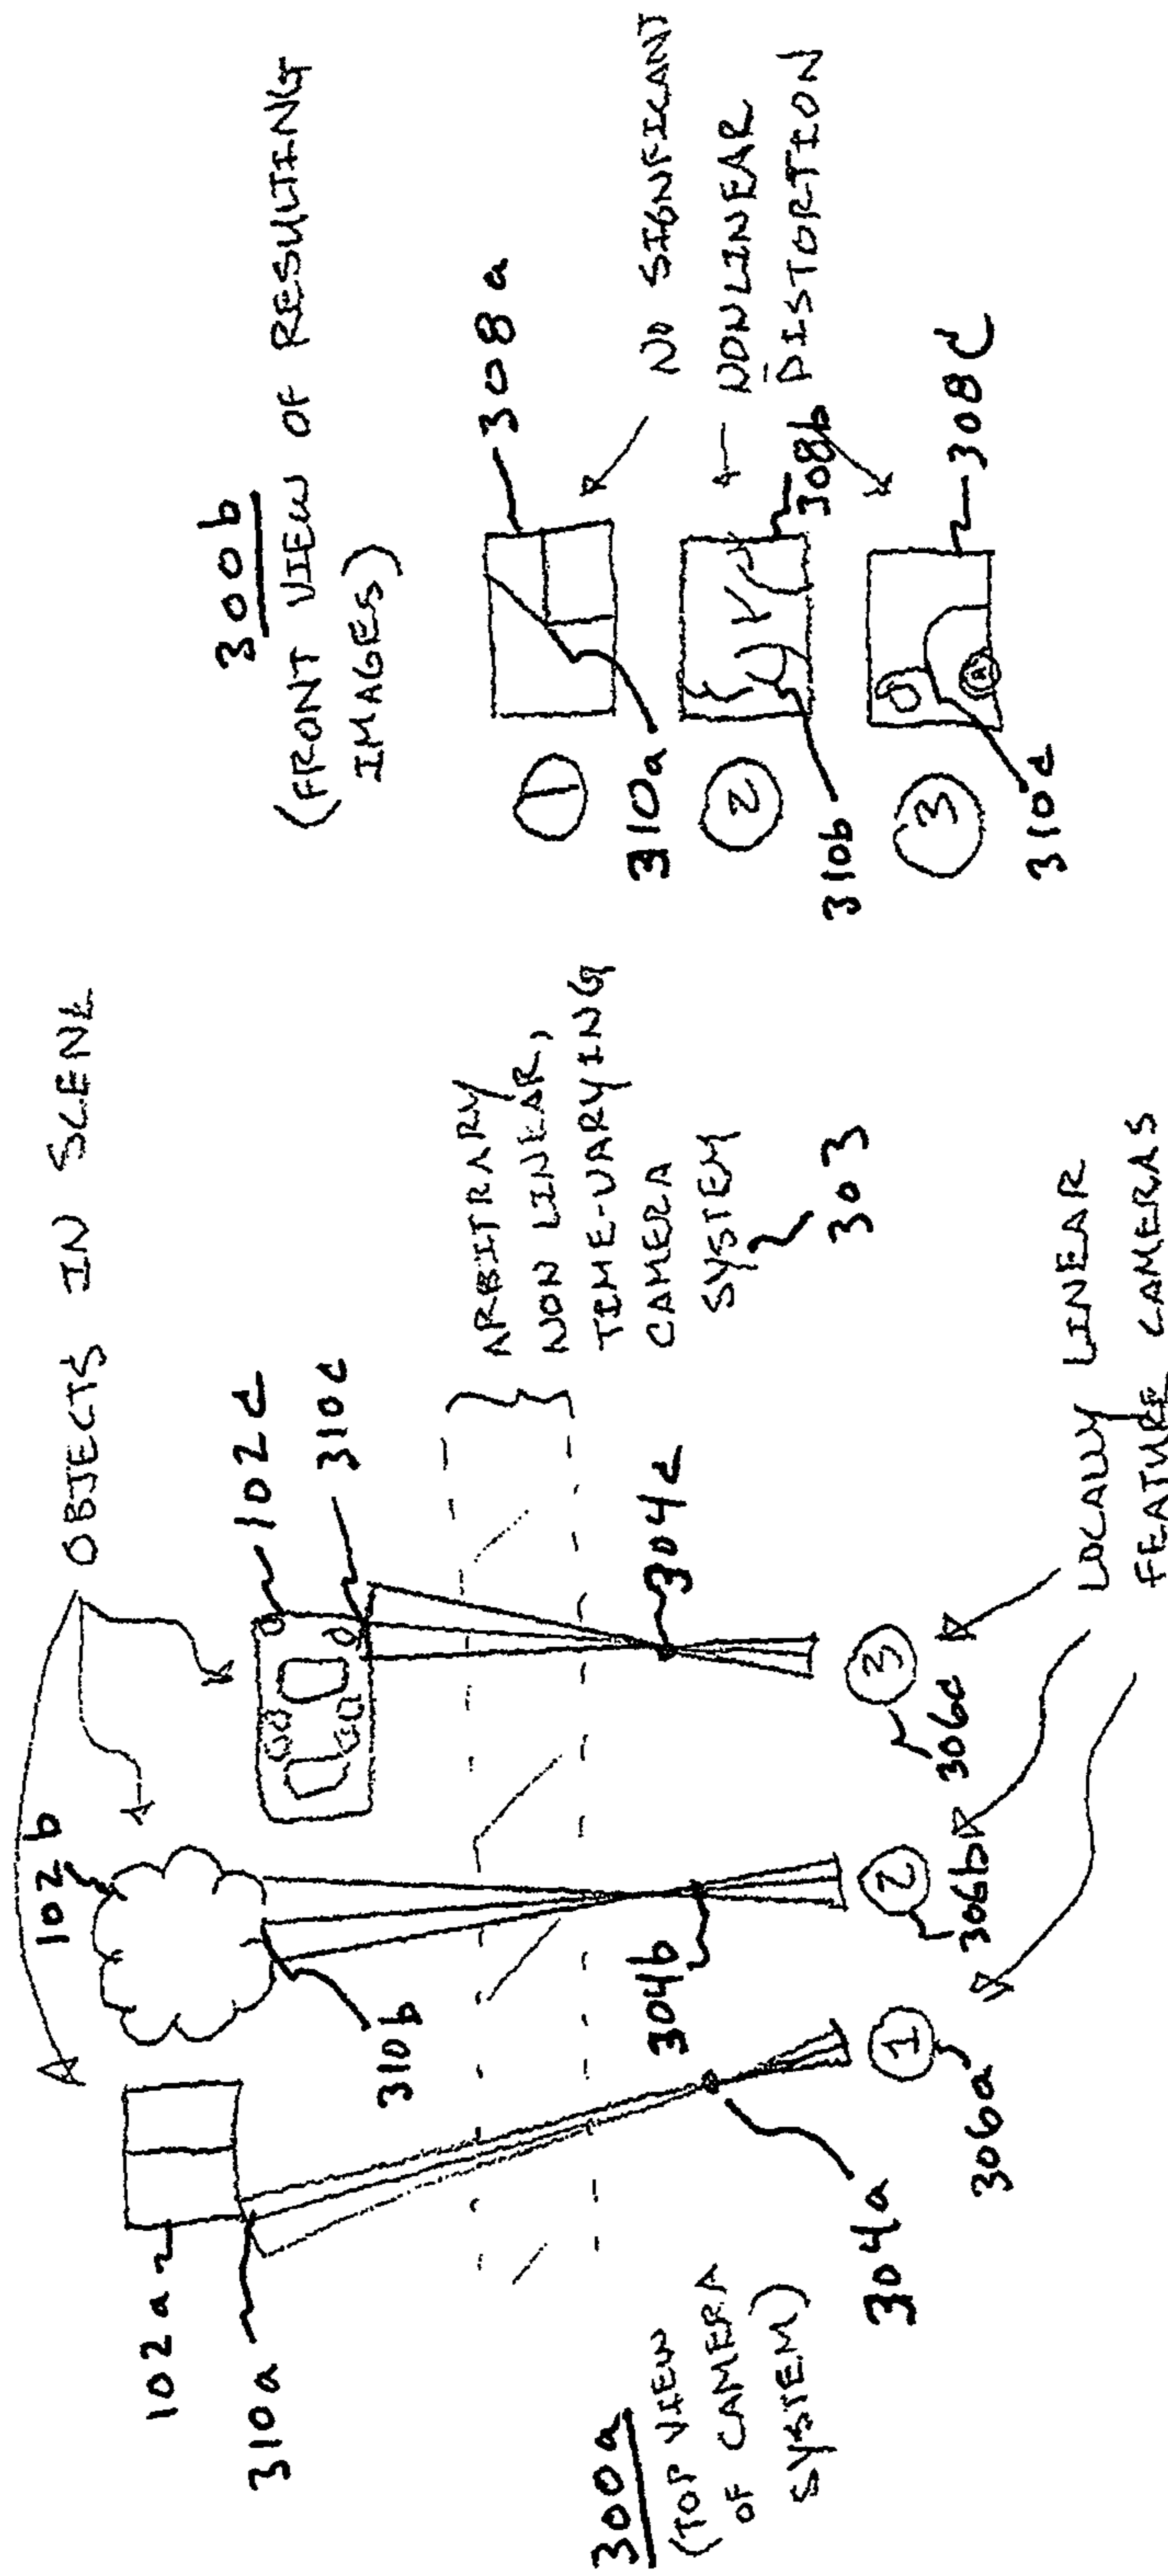 300a
(TOP VIEW
OF CAMERA
SYSTEM)
102a
310a
102b
310b
OBJECTS IN SCENE
102c
310c
ARBITRARY
NON LINEAR,
TIME-VARYING
CAMERA
SYSTEM
303
304a
304b
304c
1
306a
2
306b
3
306c
LOCALLY LINEAR
FEATURE CAMERAS
300b
(FRONT VIEW OF RESULTING
IMAGES)
1
308a
310a
2
308b
310b
3
308c
310c
NO SIGNFICANT
NONLINEAR
DISTORTION